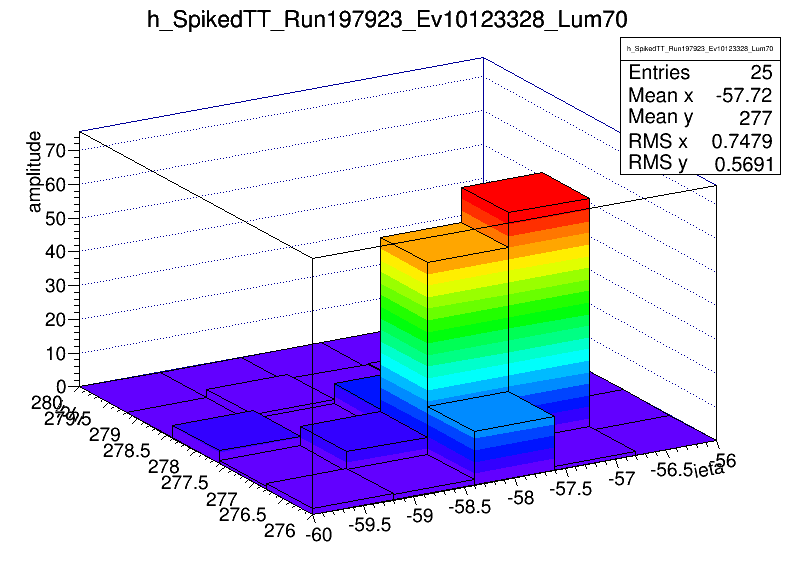 h_SpikedTT_Run197923_Ev10123328_Lum70
h_SpikedTT_Run197923_Ev10123328_Lum70
Entries 25
Mean x -57.72
Mean y 277
RMS x 0.7479
RMS y 0.5691
amplitude
70
60
50
40
30
20
10
0
280
279.5
279
278.5
278
277.5
277
276.5
276
-60
-59.5
-59
-58.5
-58
-57.5
-57
-56.5
-56
ieta